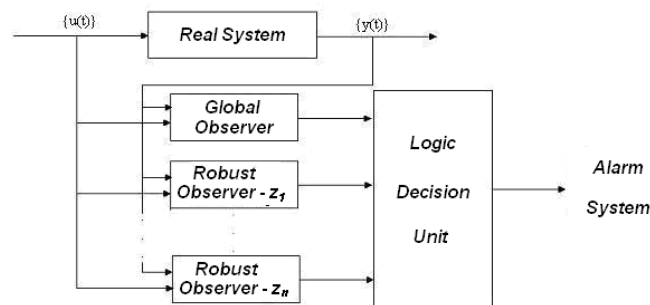 {u(t)}
Real System
{y(t)}
Global
Observer
Robust
Observer - z1
Robust
Observer - zn
Logic
Decision
Unit
Alarm
System